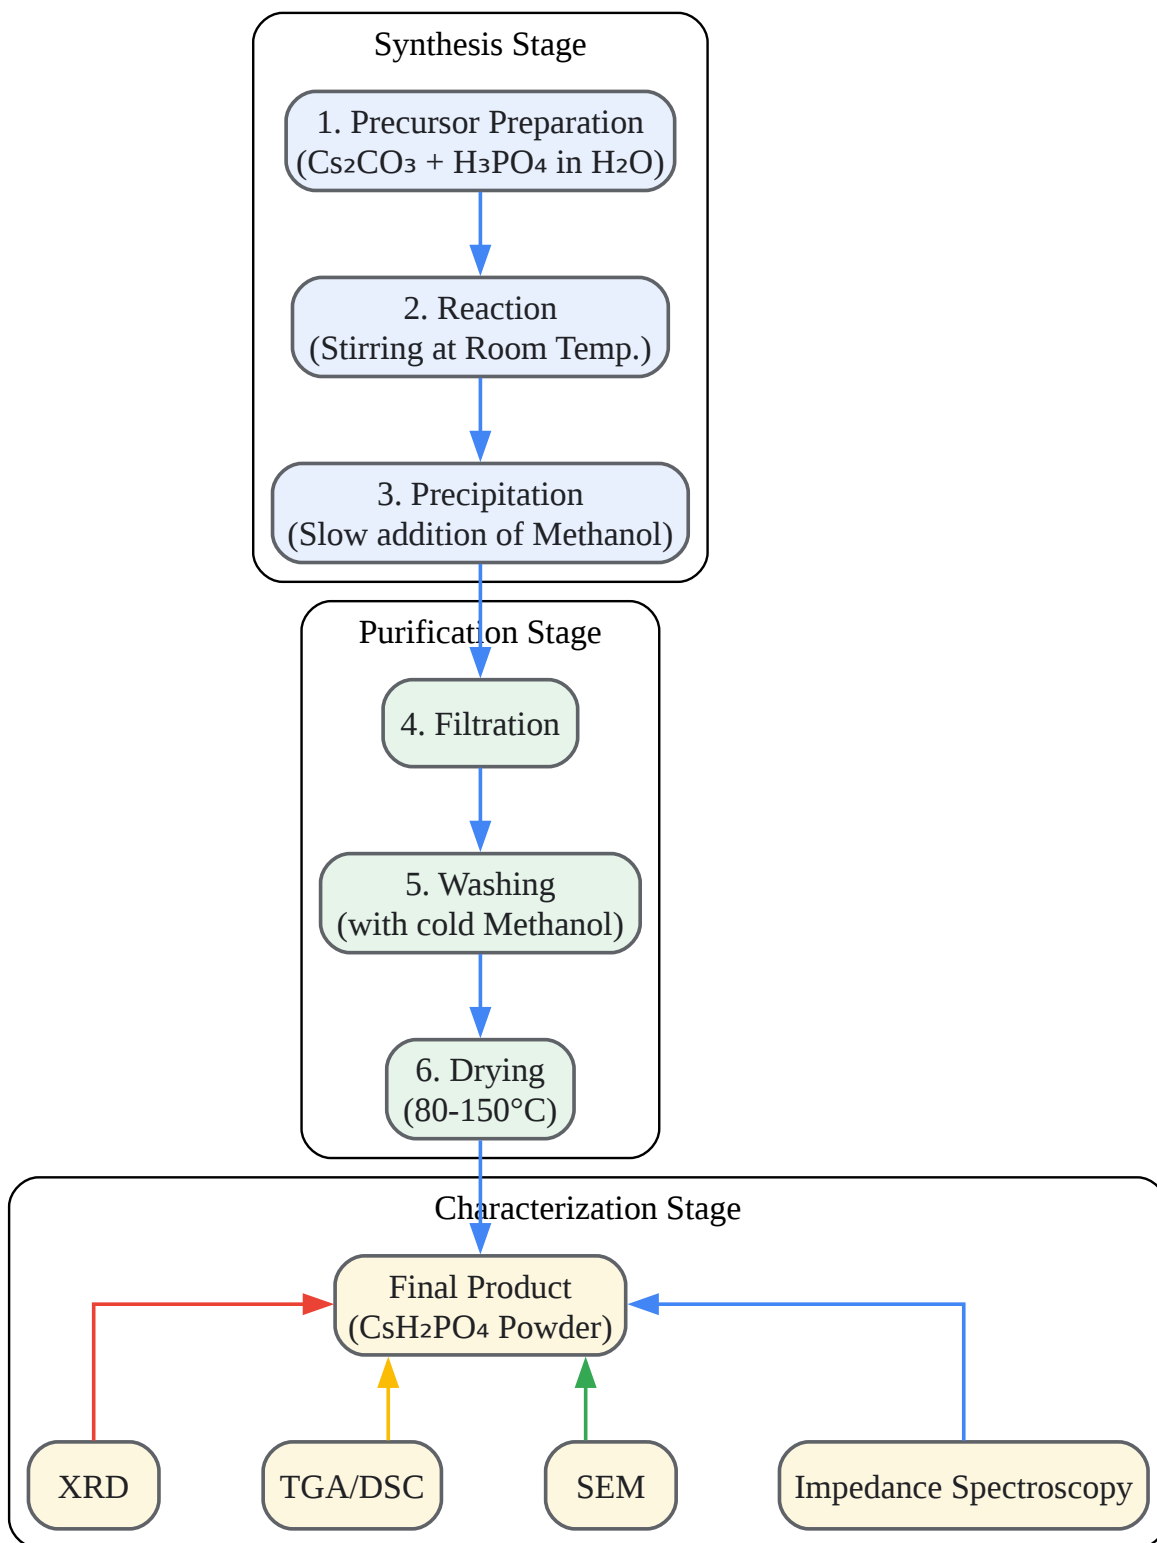 Synthesis Stage
1. Precursor Preparation
(Cs₂CO₃ + H₃PO₄ in H₂O)
2. Reaction
(Stirring at Room Temp.)
3. Precipitation
(Slow addition of Methanol)
Purification Stage
4. Filtration
5. Washing
(with cold Methanol)
6. Drying
(80-150°C)
Characterization Stage
Final Product
(CsH₂PO₄ Powder)
XRD
TGA/DSC
SEM
Impedance Spectroscopy